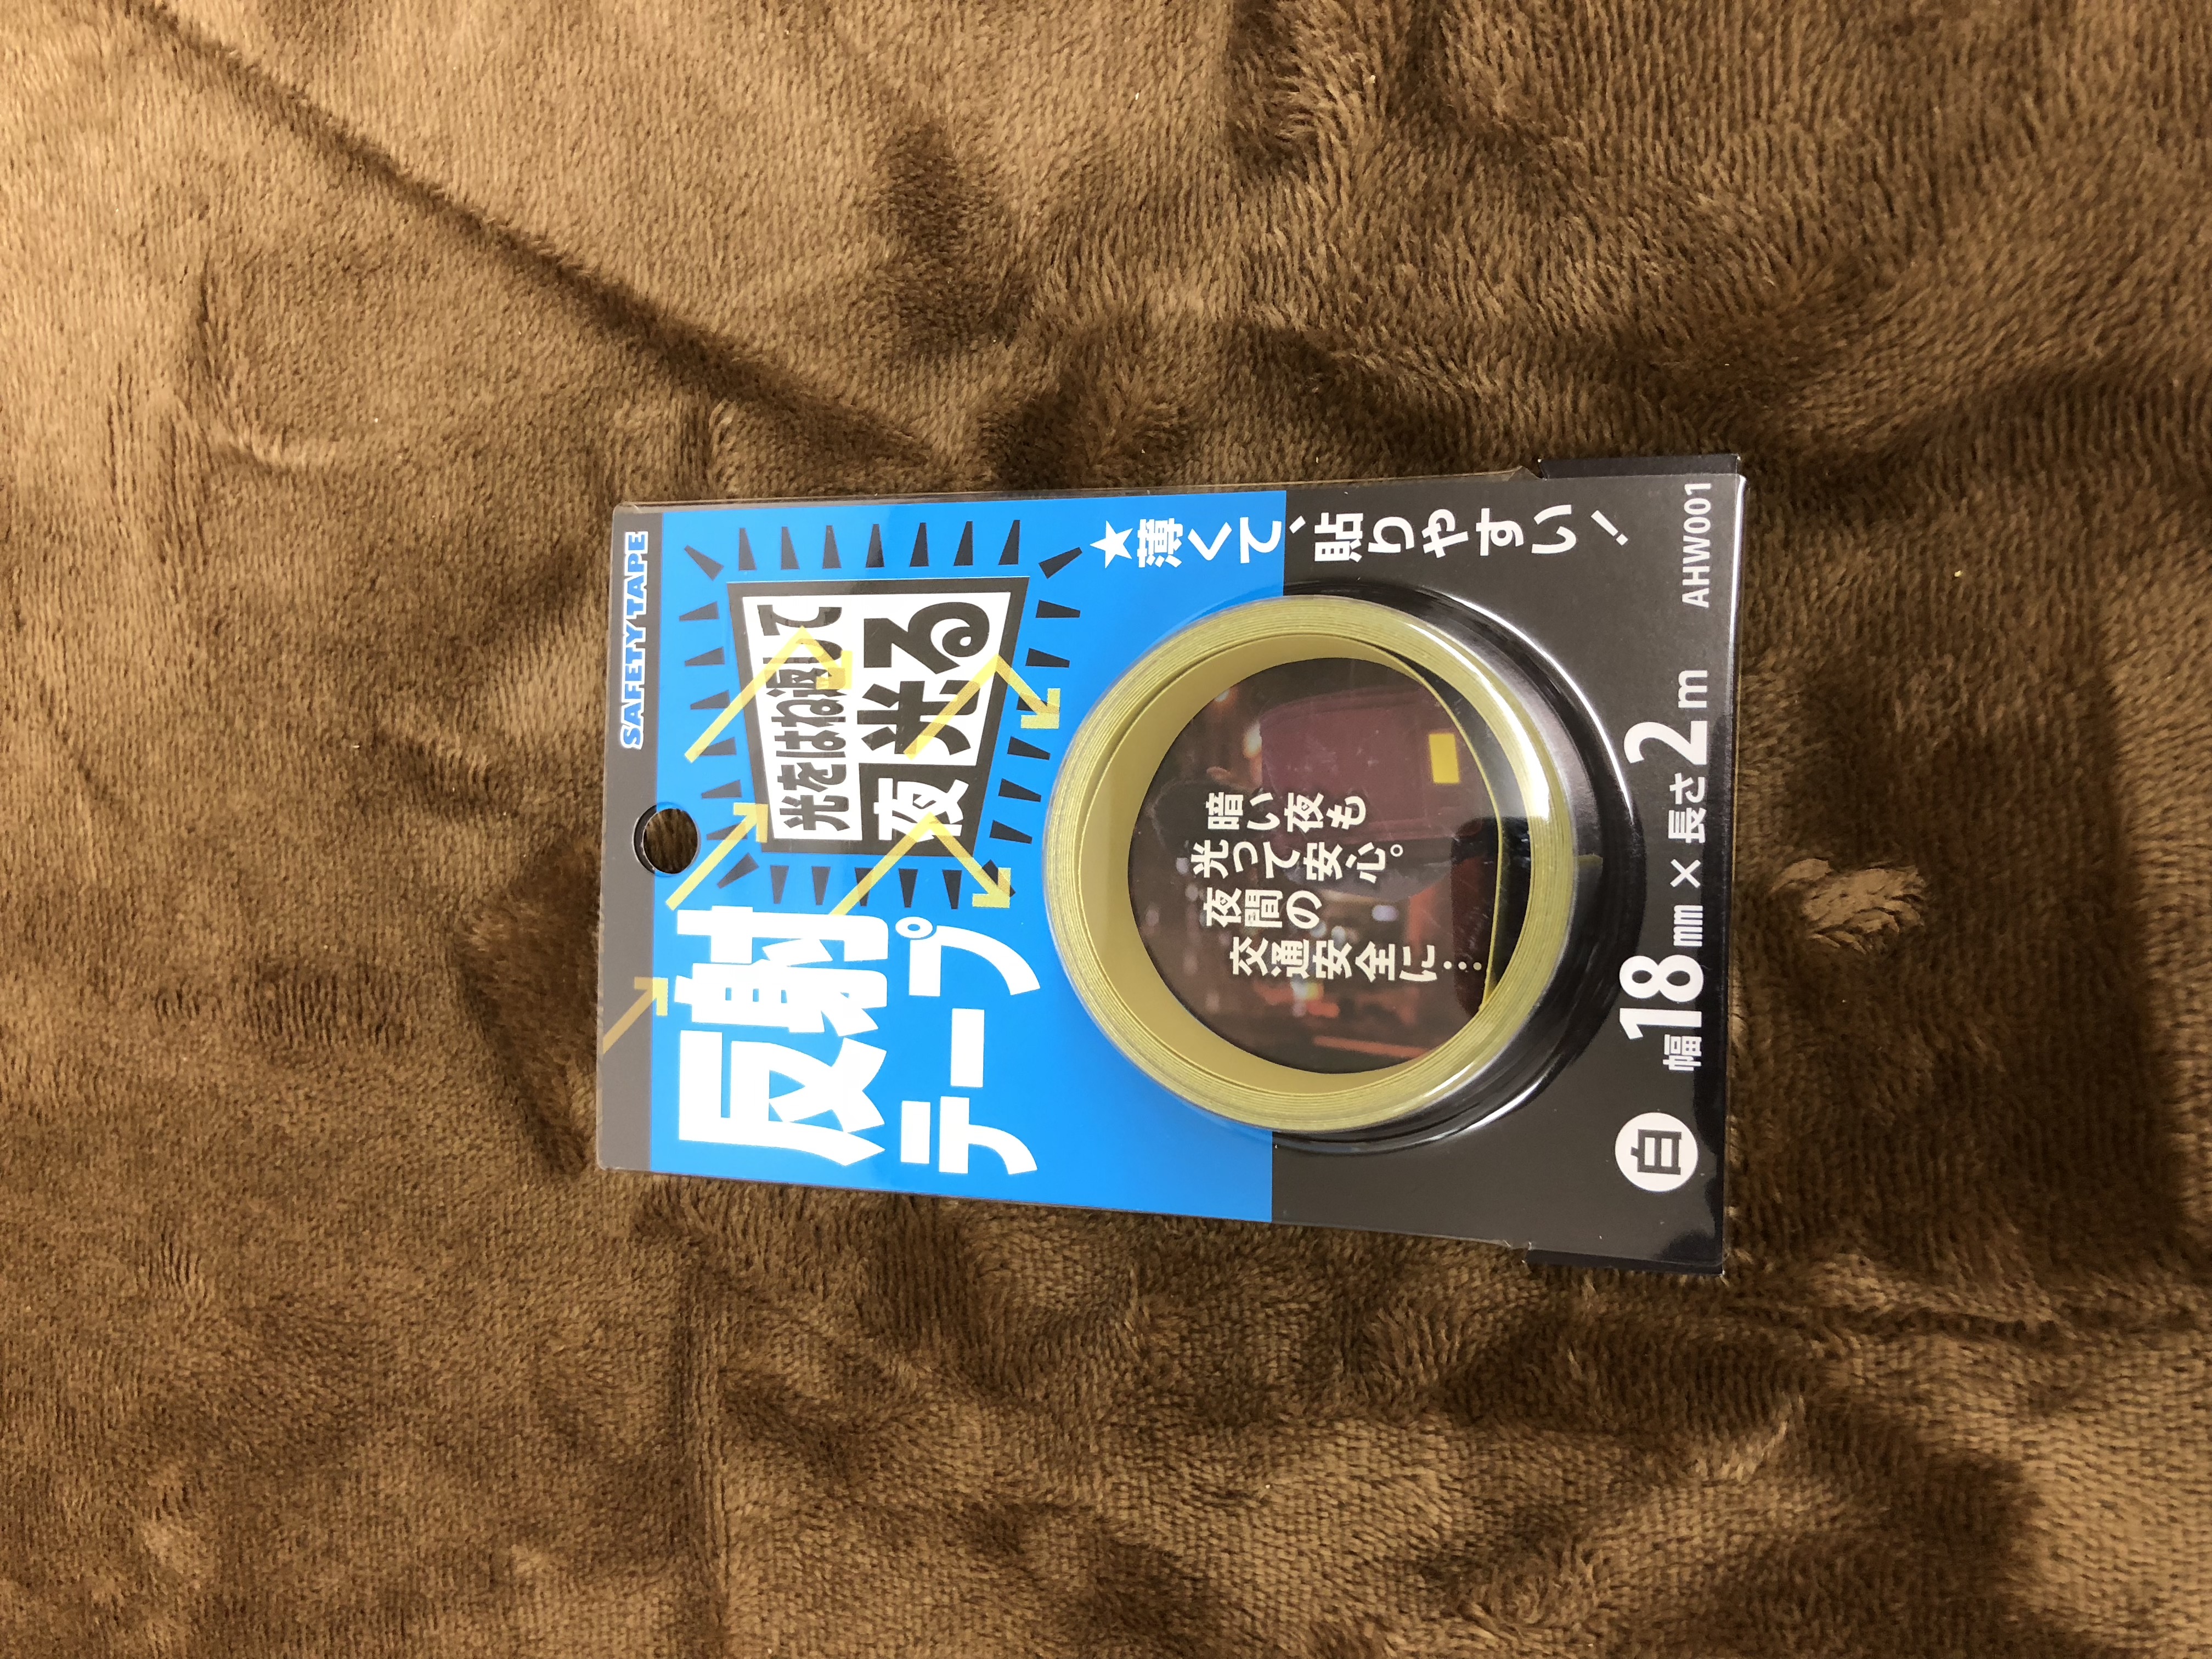 SAFETY TAPE
反射
テープ
光をはね返して
夜光る
★薄くて、貼りやすい!
暗い夜も
光って安心。
夜間の
交通安全に…
白
幅18mm×長さ2m
AHW001